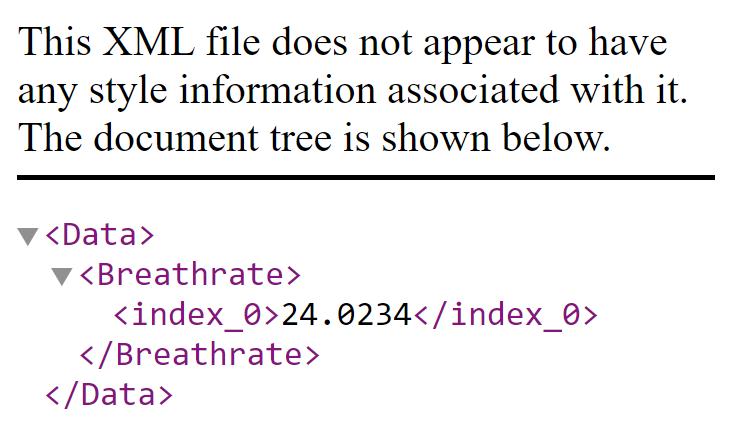 This XML file does not appear to have
any style information associated with it.
The document tree is shown below.
<Data>
<Breathrate>
<index_0>24.0234</index_0>
</Breathrate>
</Data>